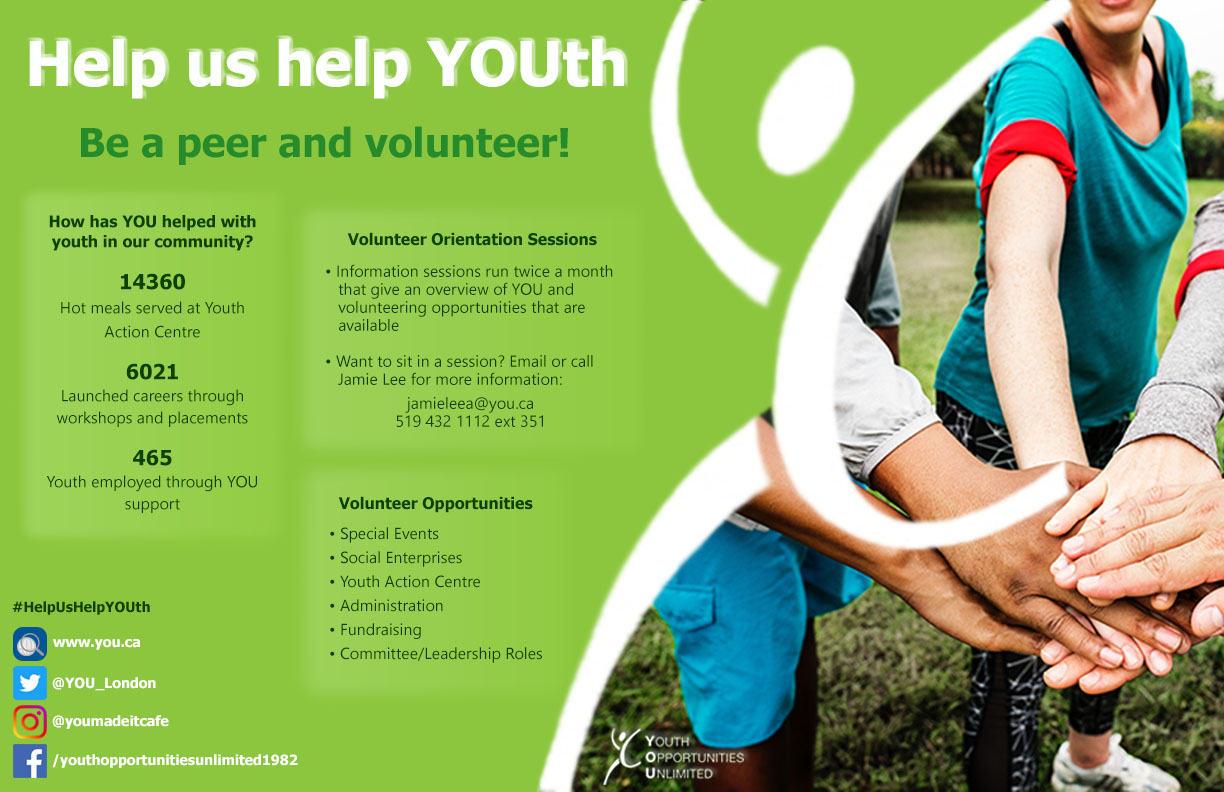 Help us help YOUth
Be a peer and volunteer!
How has YOU helped with
youth in our community?
14360
Hot meals served at Youth
Action Centre
6021
Launched careers through
workshops and placements
465
Youth employed through YOU
support
Volunteer Orientation Sessions
• Information sessions run twice a month
that give an overview of YOU and
volunteering opportunities that are
available
• Want to sit in a session? Email or call
Jamie Lee for more information:
jamieleea@you.ca
519 432 1112 ext 351
Volunteer Opportunities
• Special Events
• Social Enterprises
• Youth Action Centre
• Administration
• Fundraising
• Committee/Leadership Roles
#HelpUsHelpYOUth
www.you.ca
@YOU_London
@youmadeitcafe
/youthopportunitiesunlimited1982
YOUTH
OPPORTUNITIES
UNLIMITED